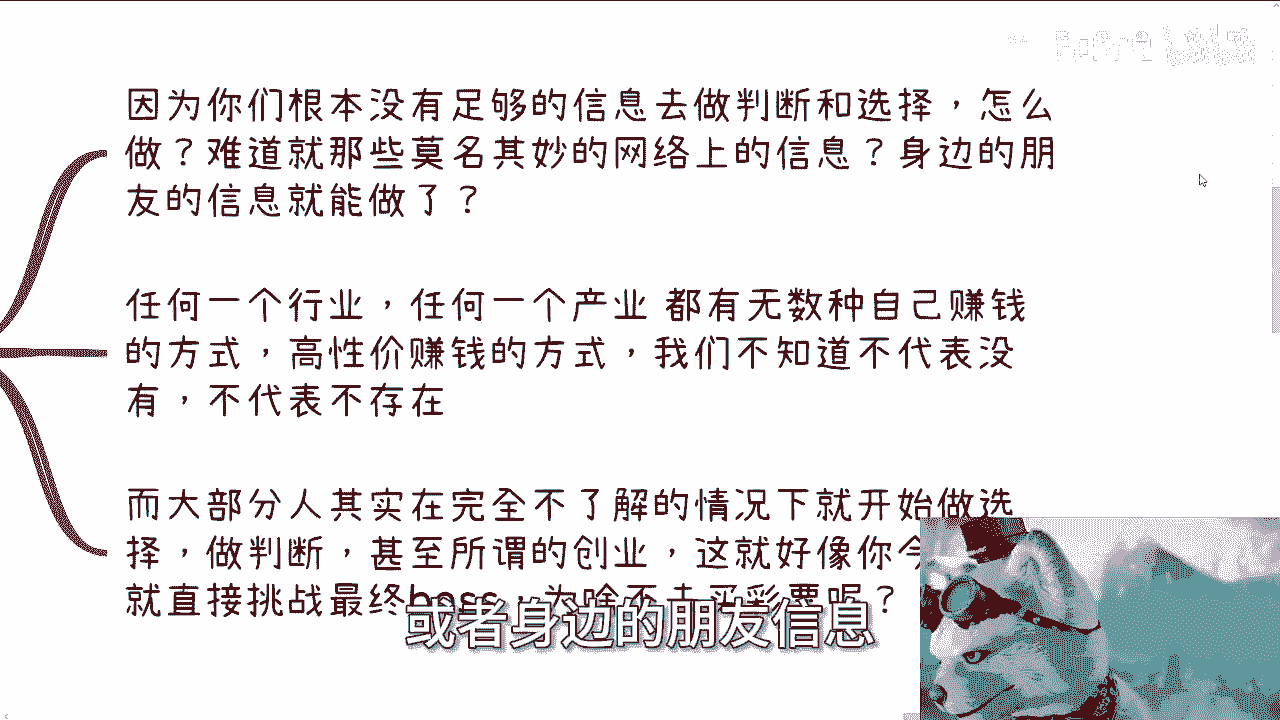 因为你们根本没有足够的信息去做判断和选择，怎么
做？难道就那些莫名其妙的网络上的信息？身边的朋
友的信息就能做了？
任何一个行业，任何一个产业 都有无数种自己赚钱
的方式，高性价赚钱的方式，我们不知道不代表没
有，不代表不存在
而大部分人其实在完全不了解的情况下就开始做选
择，做判断，甚至所谓的创业，这就好像你今
就直接挑战最终boss，为啥不去买彩票呢？
或者身边的朋友信息